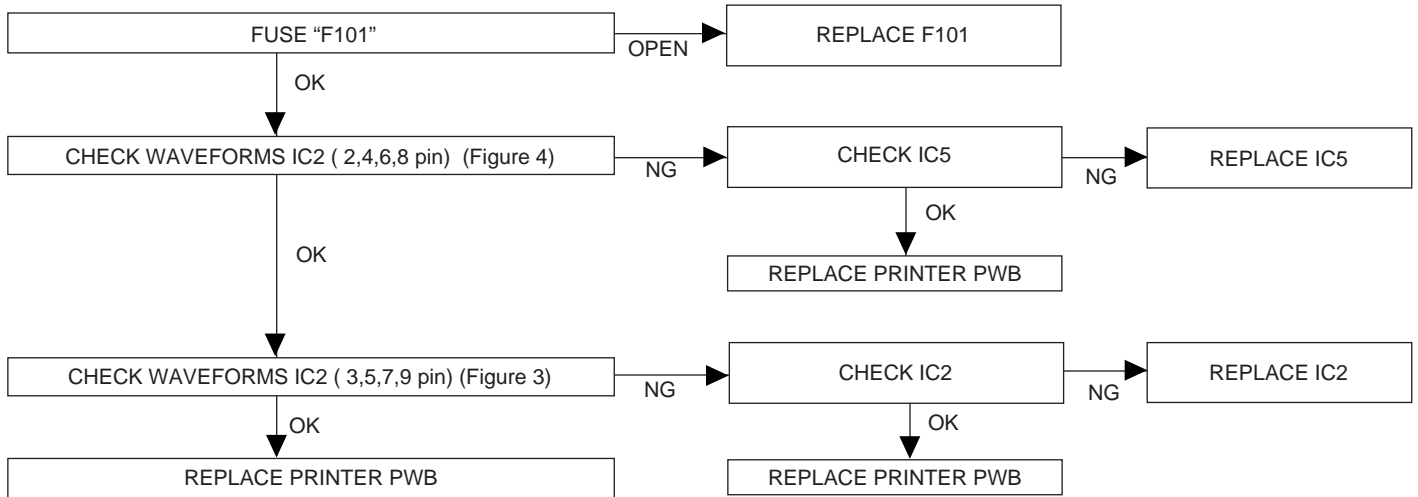 FUSE “F101”
OPEN
REPLACE F101
OK
CHECK WAVEFORMS IC2 ( 2,4,6,8 pin) (Figure 4)
NG
CHECK IC5
NG
REPLACE IC5
OK
REPLACE PRINTER PWB
OK
CHECK WAVEFORMS IC2 ( 3,5,7,9 pin) (Figure 3)
NG
CHECK IC2
NG
REPLACE IC2
OK
OK
REPLACE PRINTER PWB
REPLACE PRINTER PWB